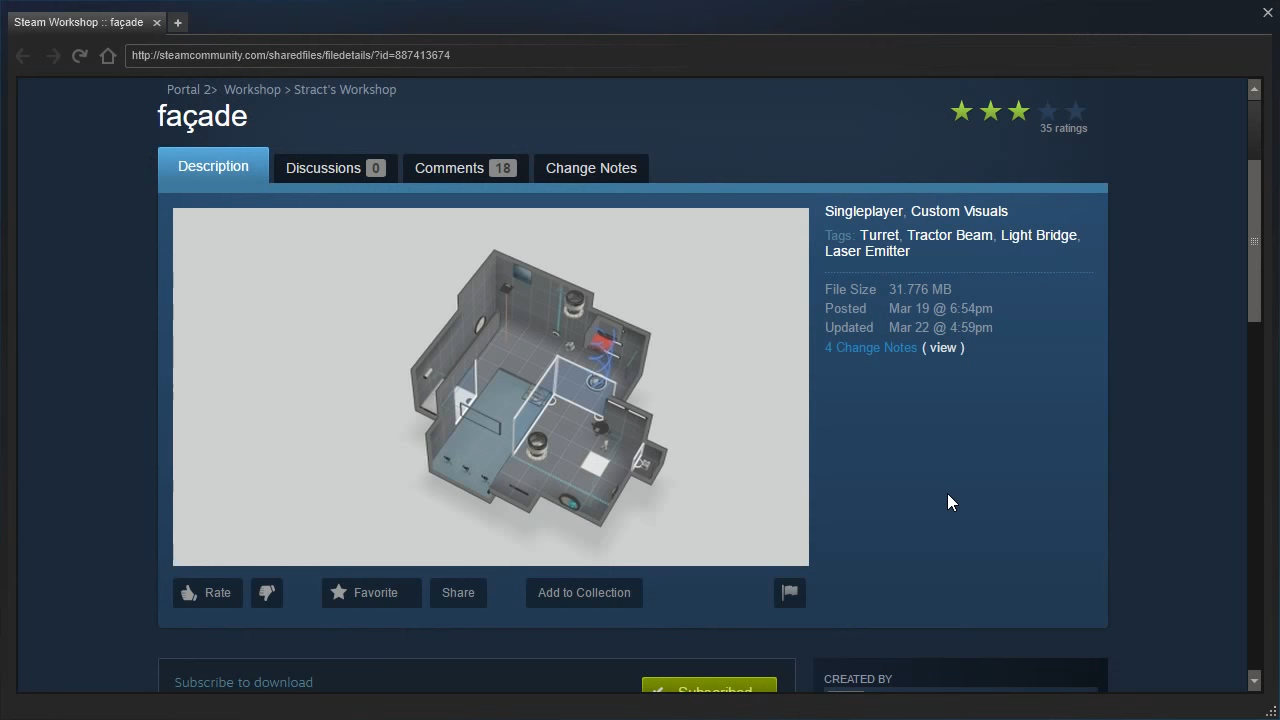 Steam Workshop :: façade
http://steamcommunity.com/sharedfiles/filedetails/?id=887413674
Portal 2> Workshop > Stract's Workshop
façade
35 ratings
Description
Discussions 0
Comments 18
Change Notes
Singleplayer, Custom Visuals
Tags: Turret, Tractor Beam, Light Bridge,
Laser Emitter
File Size 31.776 MB
Posted Mar 19 @ 6:54pm
Updated Mar 22 @ 4:59pm
4 Change Notes ( view )
Rate
Favorite
Share
Add to Collection
Subscribe to download
Subscribed
CREATED BY